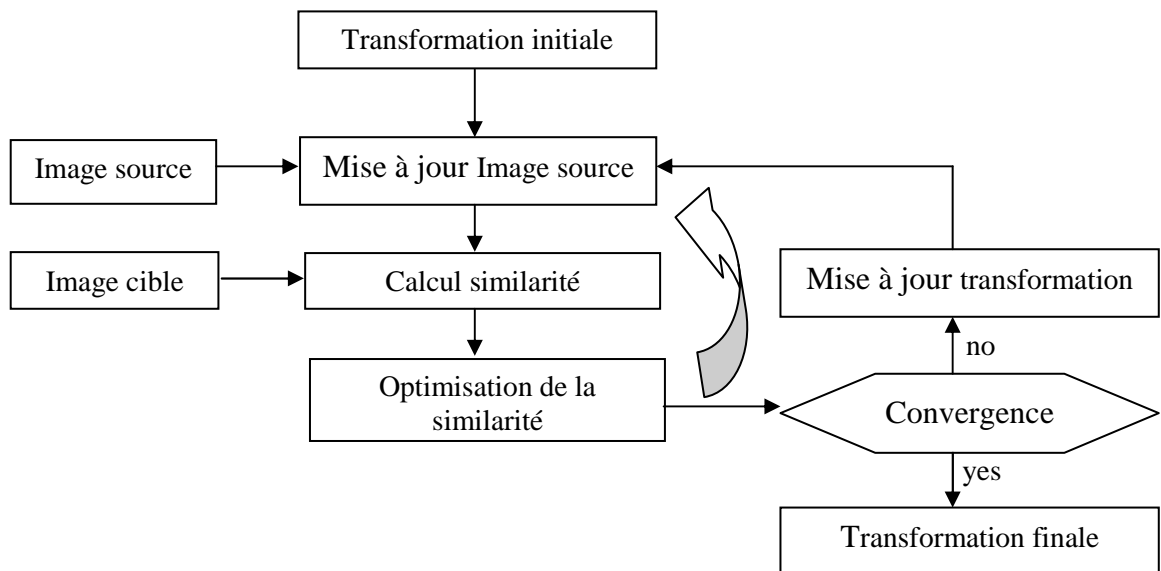 Transformation initiale
Image source
Mise à jour Image source
Image cible
Calcul similarité
Mise à jour transformation
Optimisation de la
similarité
no
Convergence
yes
Transformation finale